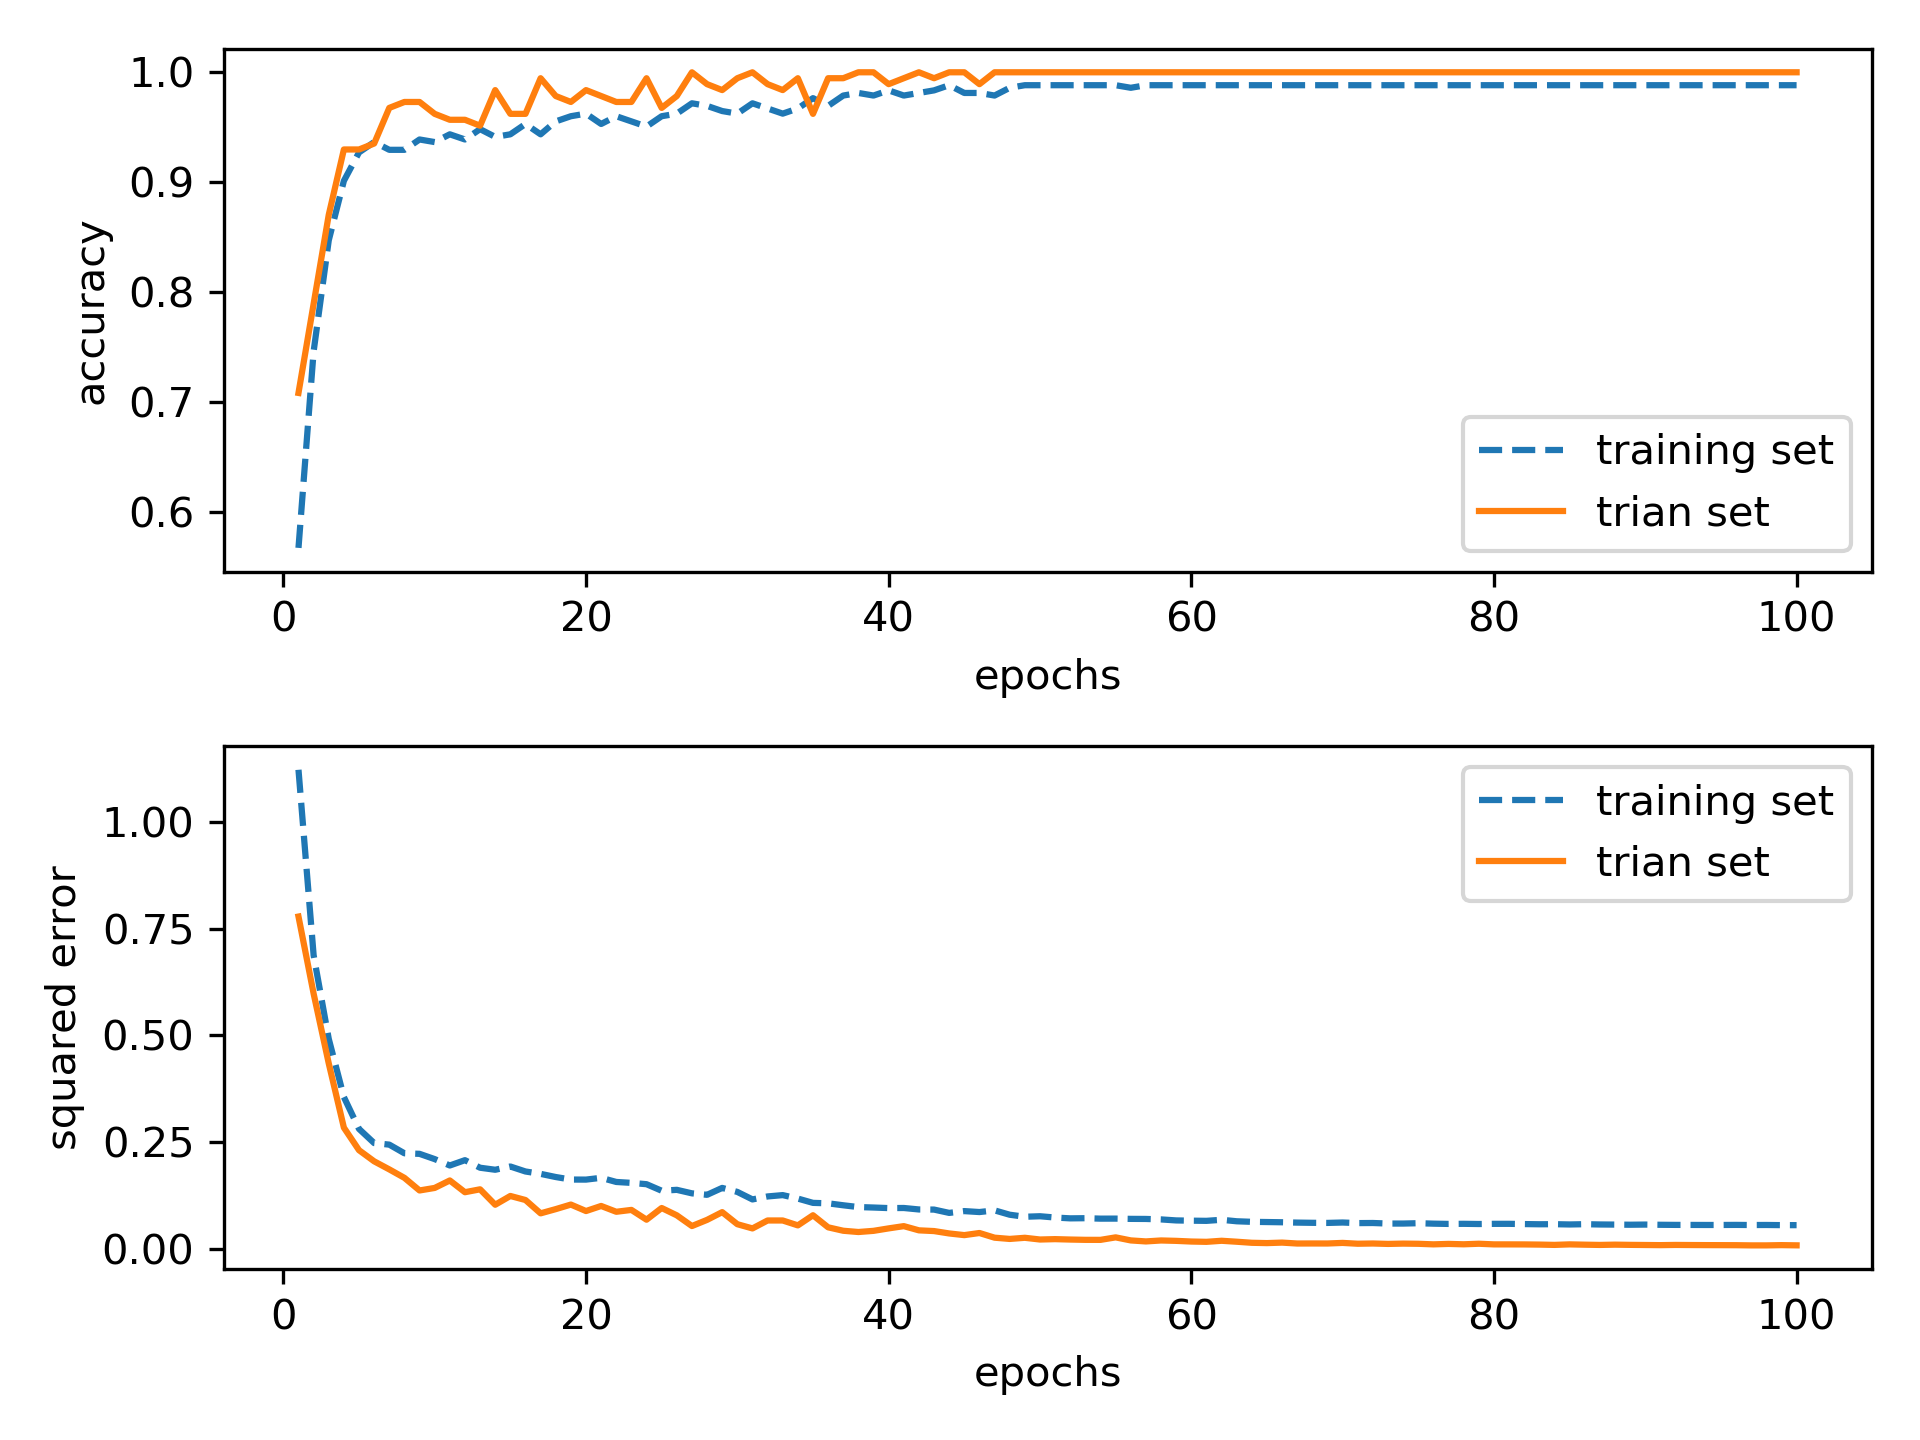 1.0
0.9
0.8
0.7
0.6
accuracy
training set
trian set
0 20 40 60 80 100
epochs
1.00
0.75
0.50
0.25
0.00
squared error
training set
trian set
0 20 40 60 80 100
epochs